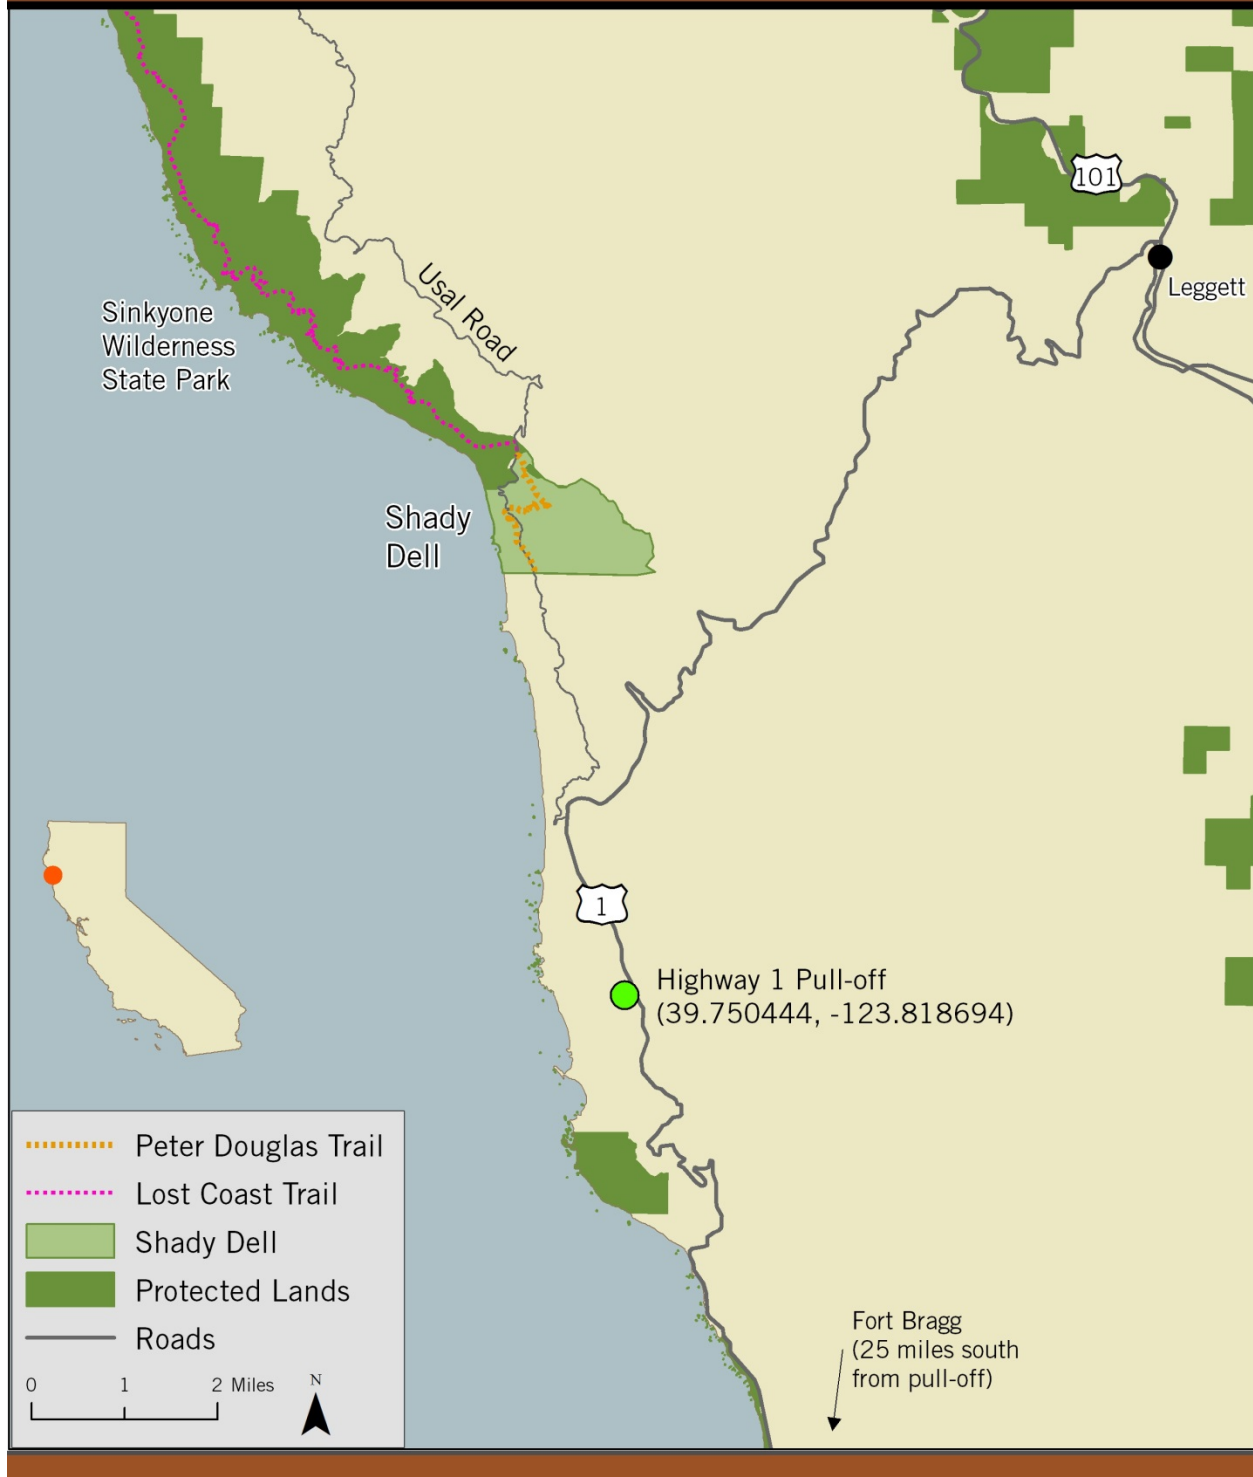 101
Leggett
Usal Road
Sinkyone
Wilderness
State Park
Shady
Dell
1
Highway 1 Pull-off
(39.750444, -123.818694)
Peter Douglas Trail
Lost Coast Trail
Shady Dell
Protected Lands
Roads
0 1 2 Miles
N
Fort Bragg
(25 miles south
from pull-off)